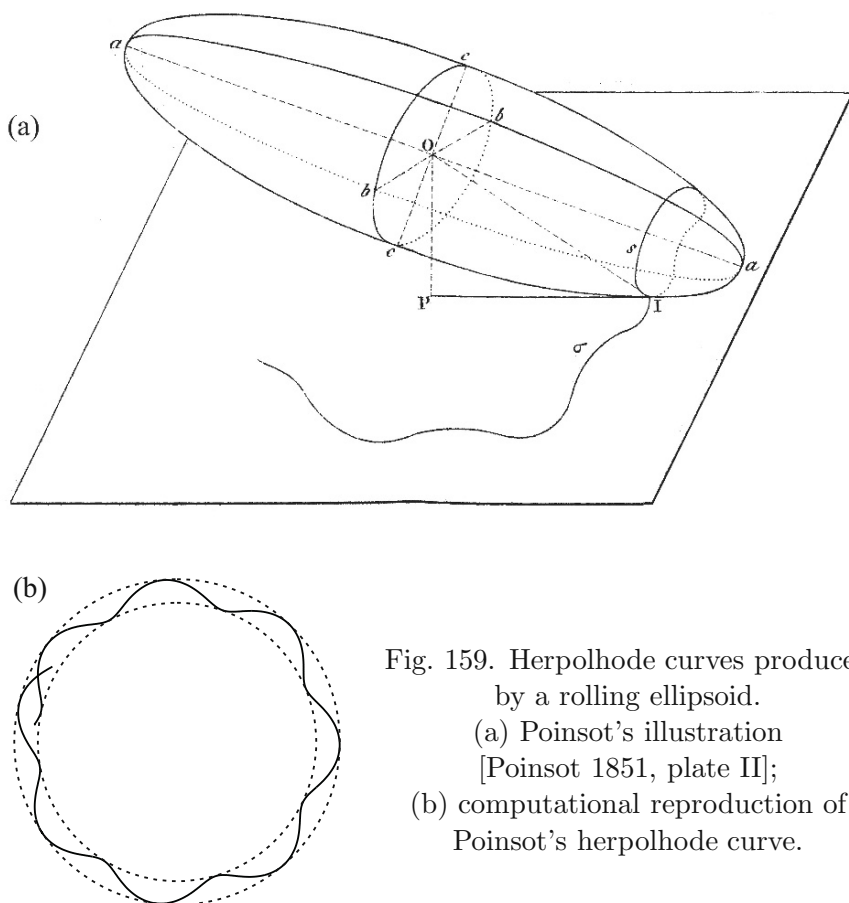 (a)
a
c
b
O
b
c
s
a
P
I
σ
(b)
Fig. 159. Herpolhode curves produce
by a rolling ellipsoid.
(a) Poinsot's illustration
[Poinsot 1851, plate II];
(b) computational reproduction of
Poinsot's herpolhode curve.